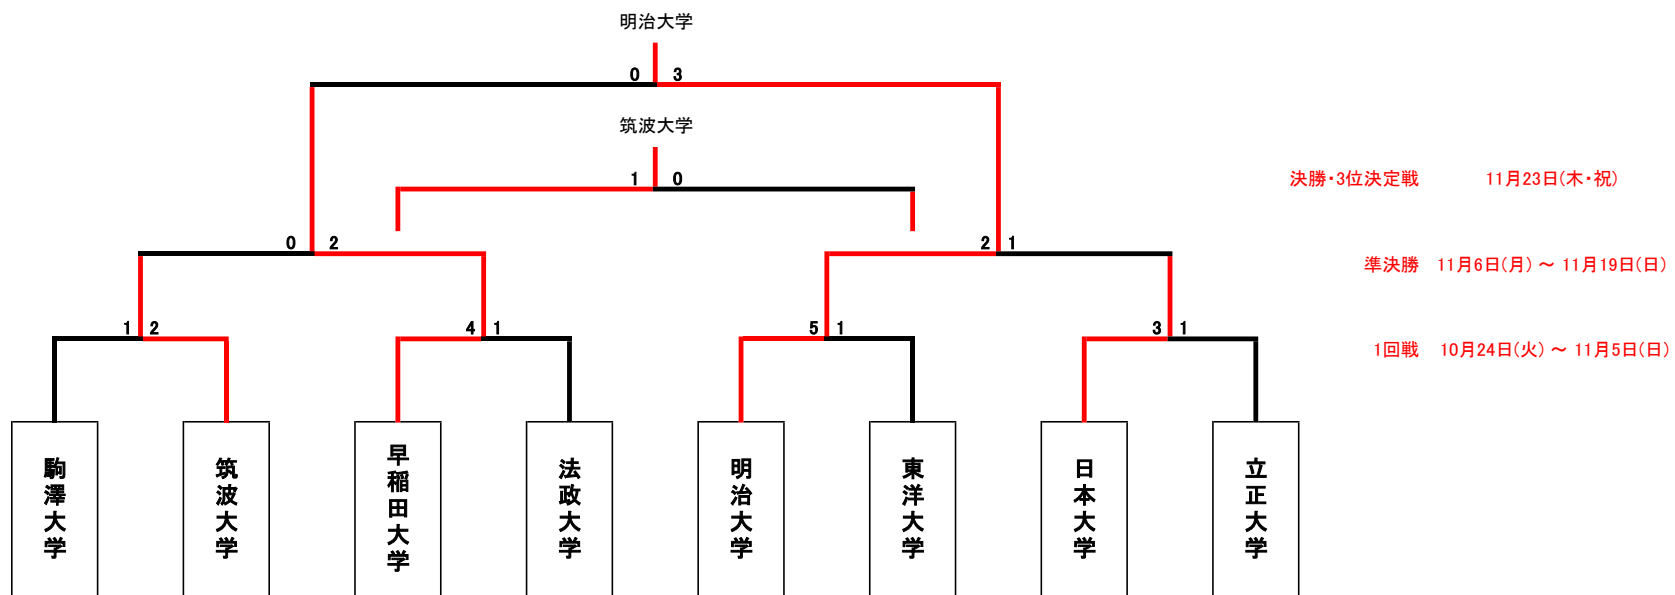 明治大学
0 3
筑波大学
1 0
決勝・3位決定戦 11月23日(木・祝)
0 2 2 1
準決勝 11月6日(月) ～ 11月19日(日)
1 2 4 1 5 1 3 1
1回戦 10月24日(火) ～ 11月5日(日)
駒澤大学
筑波大学
早稲田大学
法政大学
明治大学
東洋大学
日本大学
立正大学